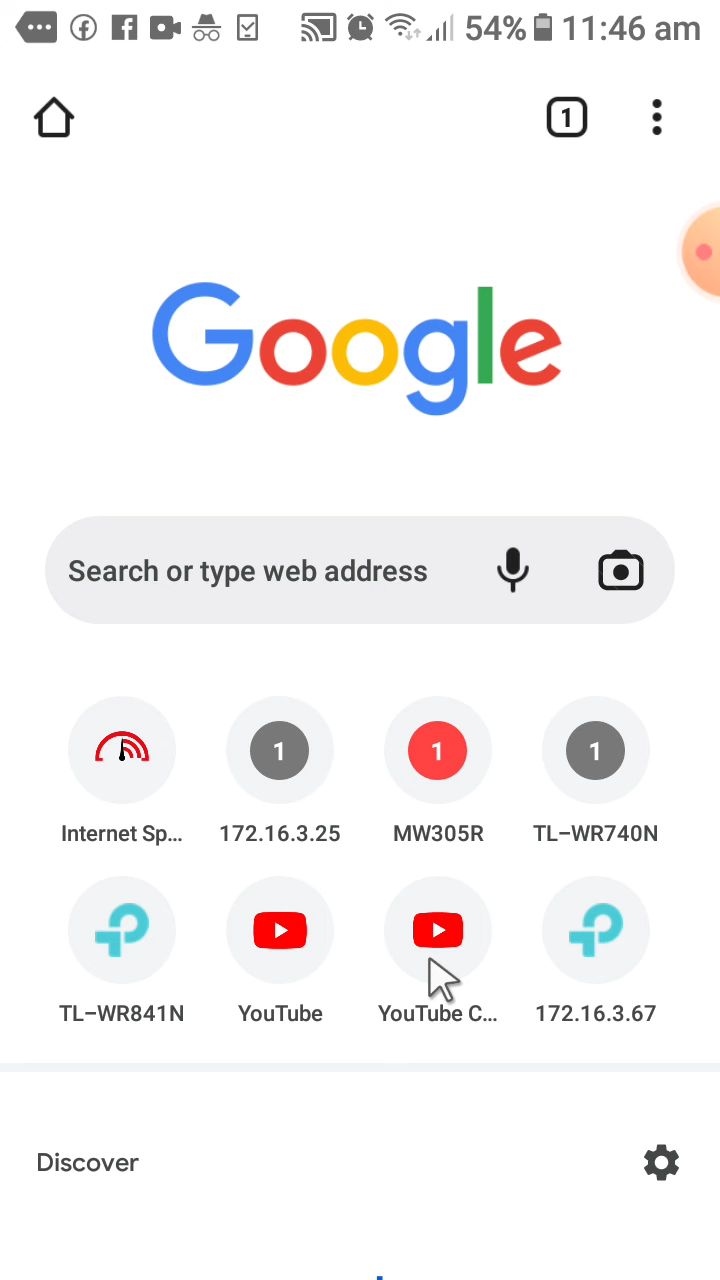 54% 11:46 am
1
Google
Search or type web address
1 1 1
Internet Sp... 172.16.3.25 MW305R TL-WR740N
TL-WR841N YouTube YouTube C... 172.16.3.67
Discover